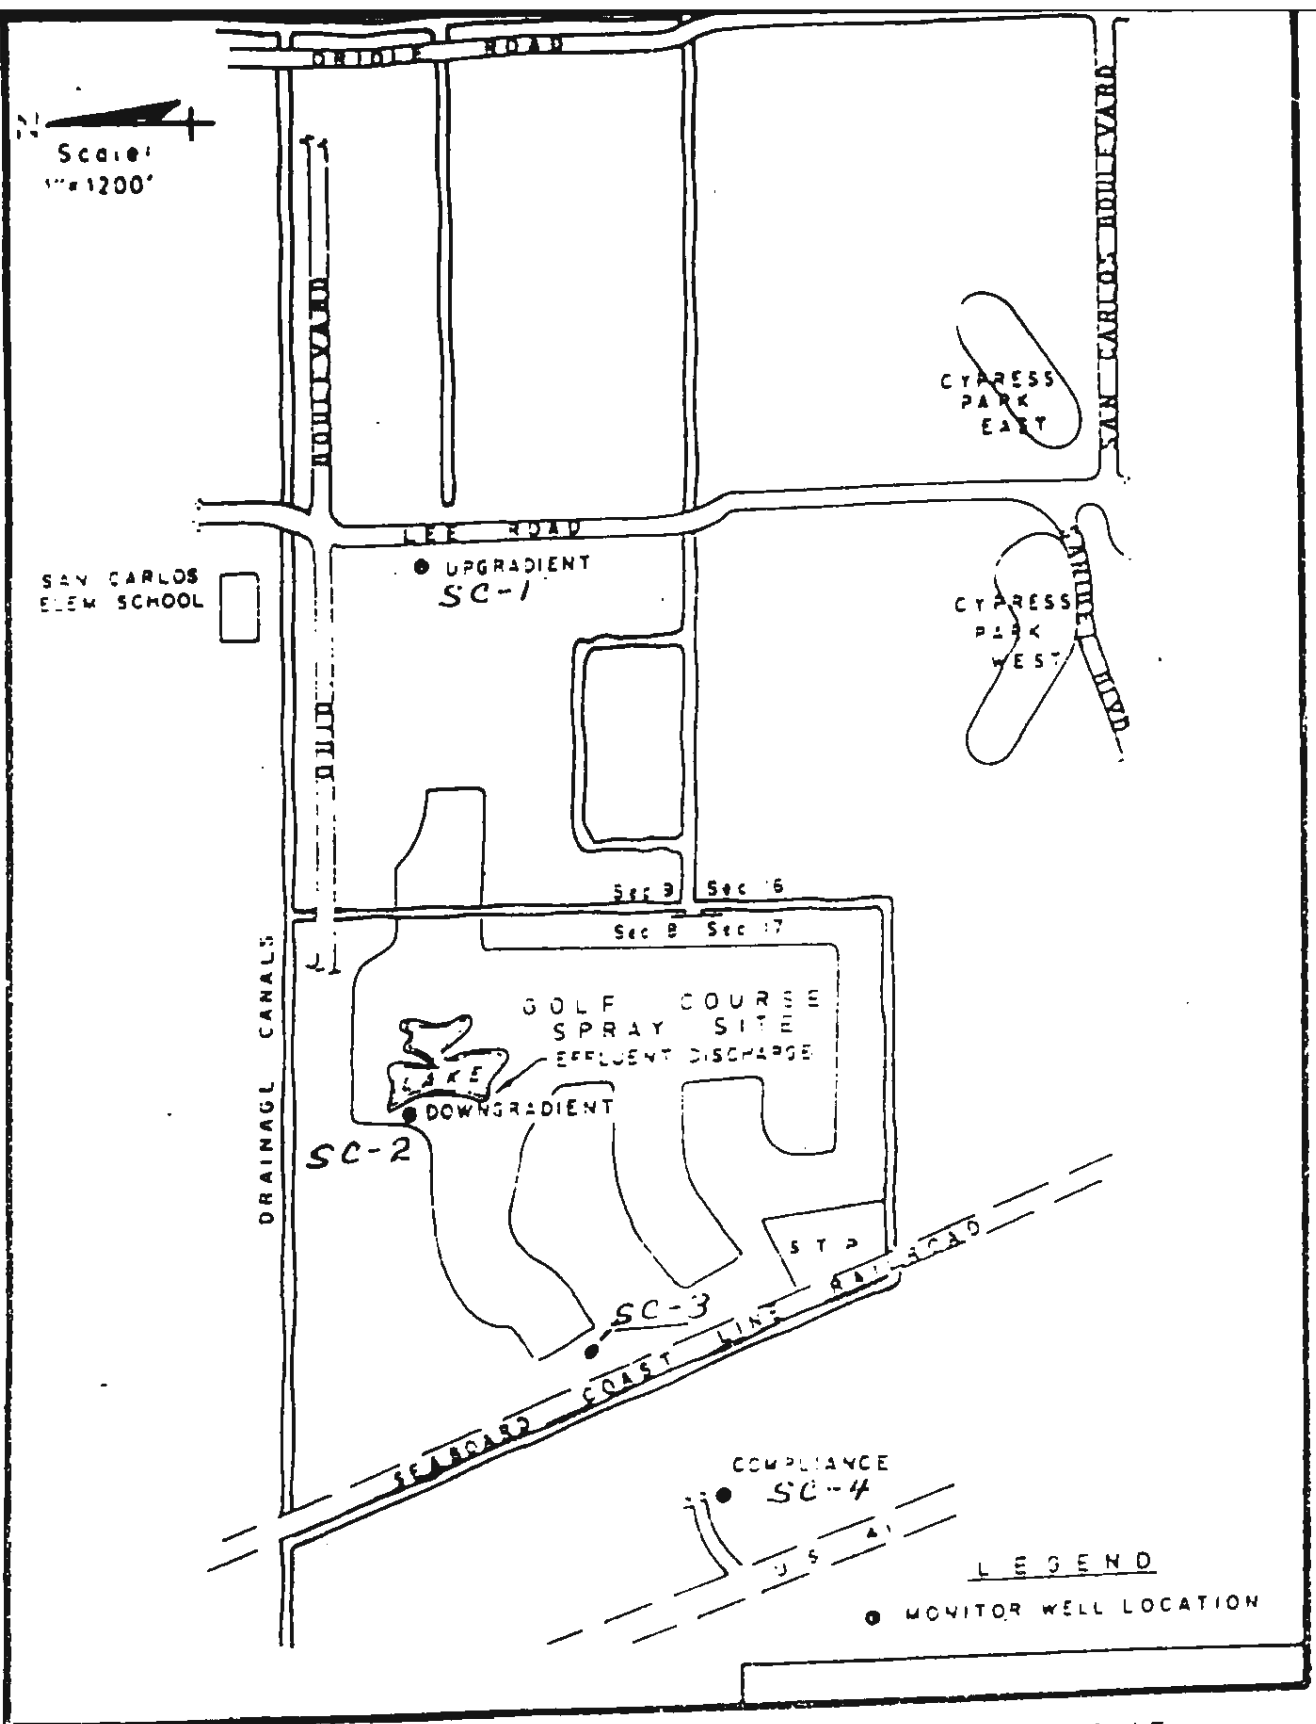 ORIOLE ROAD
N
Scale:
1"=1200'
BOULEVARD
SAN CARLOS BOULEVARD
CYPRESS
PARK
EAST
LEE ROAD
UPGRADIENT
SC-1
SAN CARLOS
ELEM SCHOOL
CYPRESS
PARK
WEST
BLVD
Sec 9 Sec 16
Sec 8 Sec 17
DRAINAGE CANALS
GOLF COURSE
SPRAY SITE
EFFLUENT DISCHARGE
LAKE
DOWNGRADIENT
SC-2
STP
SC-3
SEABOARD COAST LINE RAILROAD
COMPLIANCE
SC-4
US 41
LEGEND
MONITOR WELL LOCATION